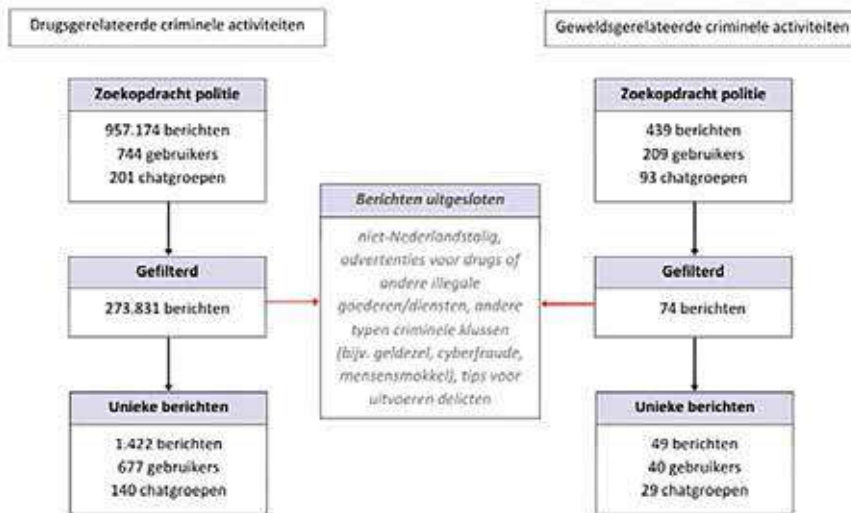 Drugsgerelateerde criminele activiteiten
Zoekopdracht politie
957.174 berichten
744 gebruikers
201 chatgroepen
Gefilterd
273.831 berichten
Unieke berichten
1.422 berichten
677 gebruikers
140 chatgroepen
Berichten uitgesloten
niet-Nederlandstalig,
advertenties voor drugs of
andere illegale
goederen/diensten, andere
typen criminele klussen
(bijv. geldezel, cyberfraude,
mensensmokkel), tips voor
uitvoeren delicten
Geweldsgerelateerde criminele activiteiten
Zoekopdracht politie
439 berichten
209 gebruikers
93 chatgroepen
Gefilterd
74 berichten
Unieke berichten
49 berichten
40 gebruikers
29 chatgroepen